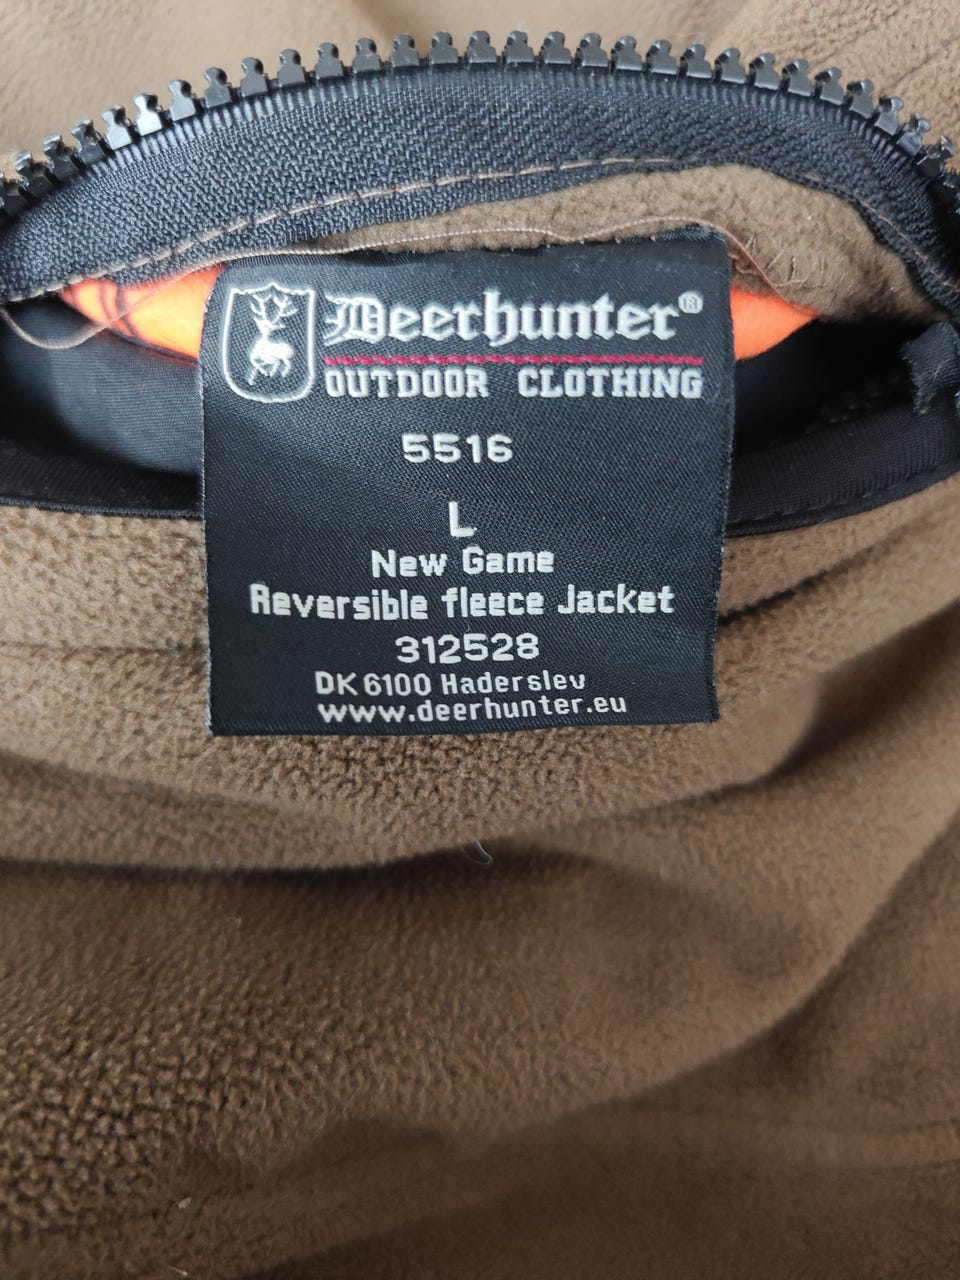 Deerhunter®
OUTDOOR CLOTHING
5516
L
New Game
Reversible fleece Jacket
312528
DK 6100 Haderslev
www.deerhunter.eu